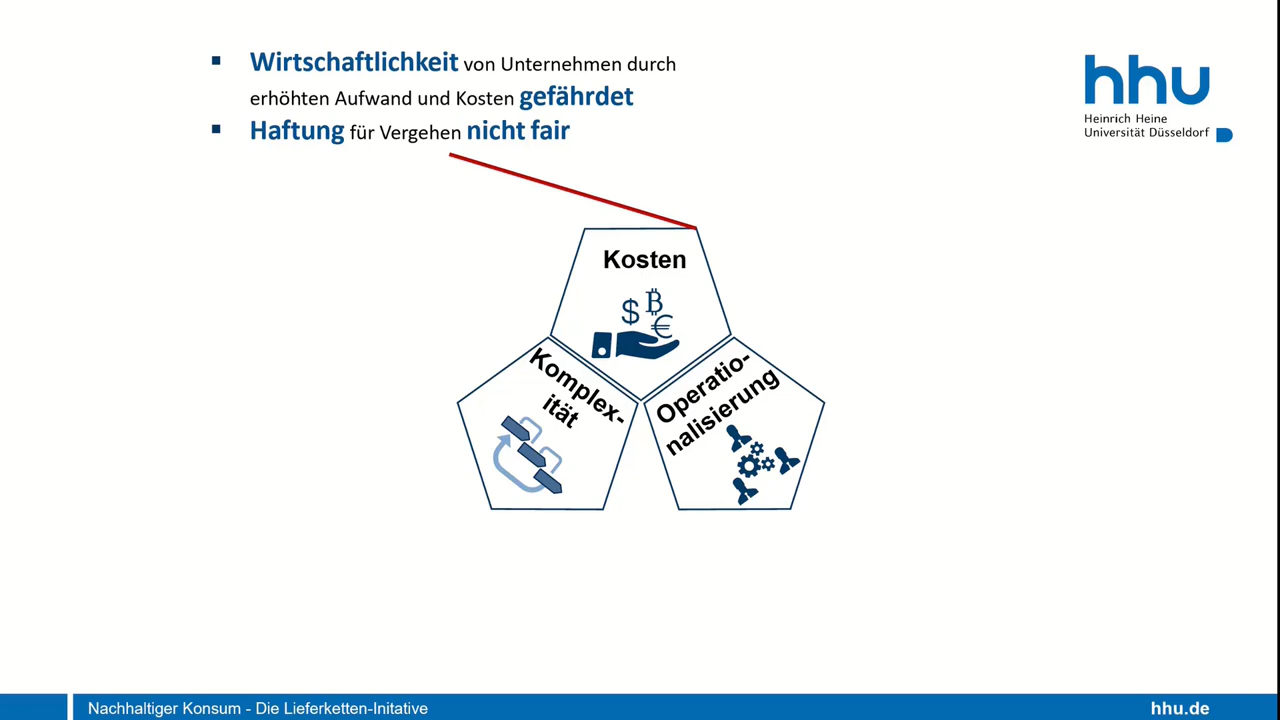 ▪ Wirtschaftlichkeit von Unternehmen durch
erhöhten Aufwand und Kosten gefährdet
▪ Haftung für Vergehen nicht fair
hhu
Heinrich Heine
Universität Düsseldorf
Kosten
$ ₿ €
Komplex-
ität
Operatio-
nalisierung
Nachhaltiger Konsum - Die Lieferketten-Initative
hhu.de